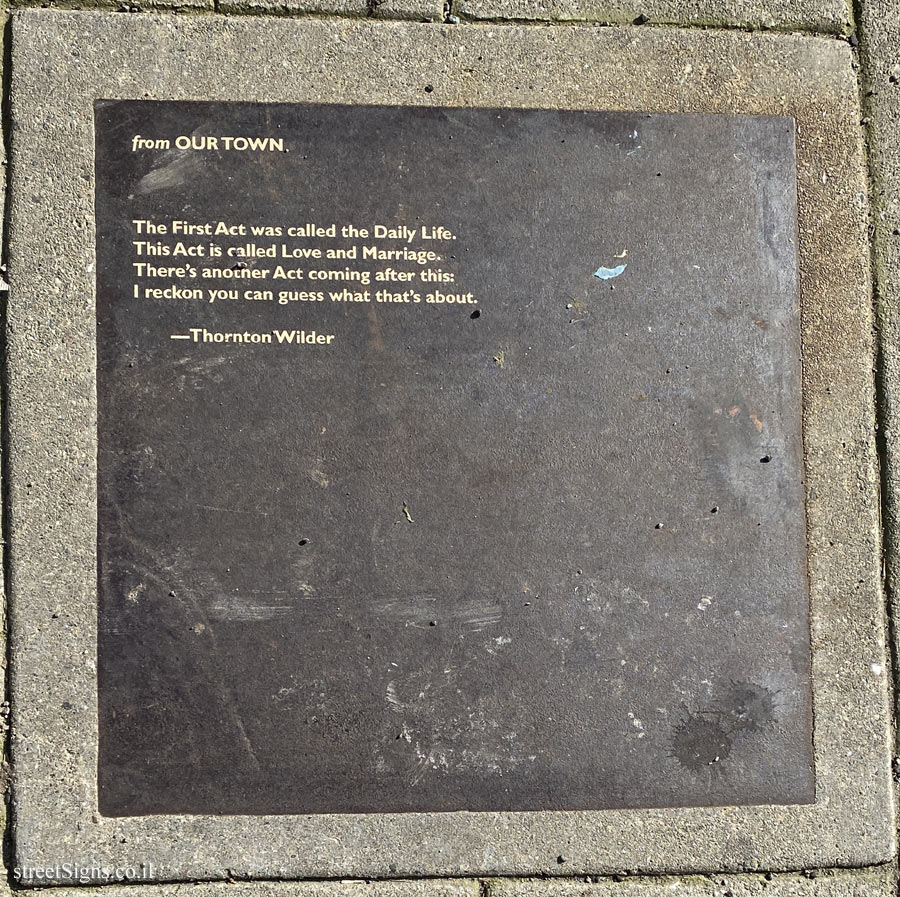 from OUR TOWN
The First Act was called the Daily Life.
This Act is called Love and Marriage.
There's another Act coming after this:
I reckon you can guess what that's about.
—Thornton Wilder
streetSigns.co.il